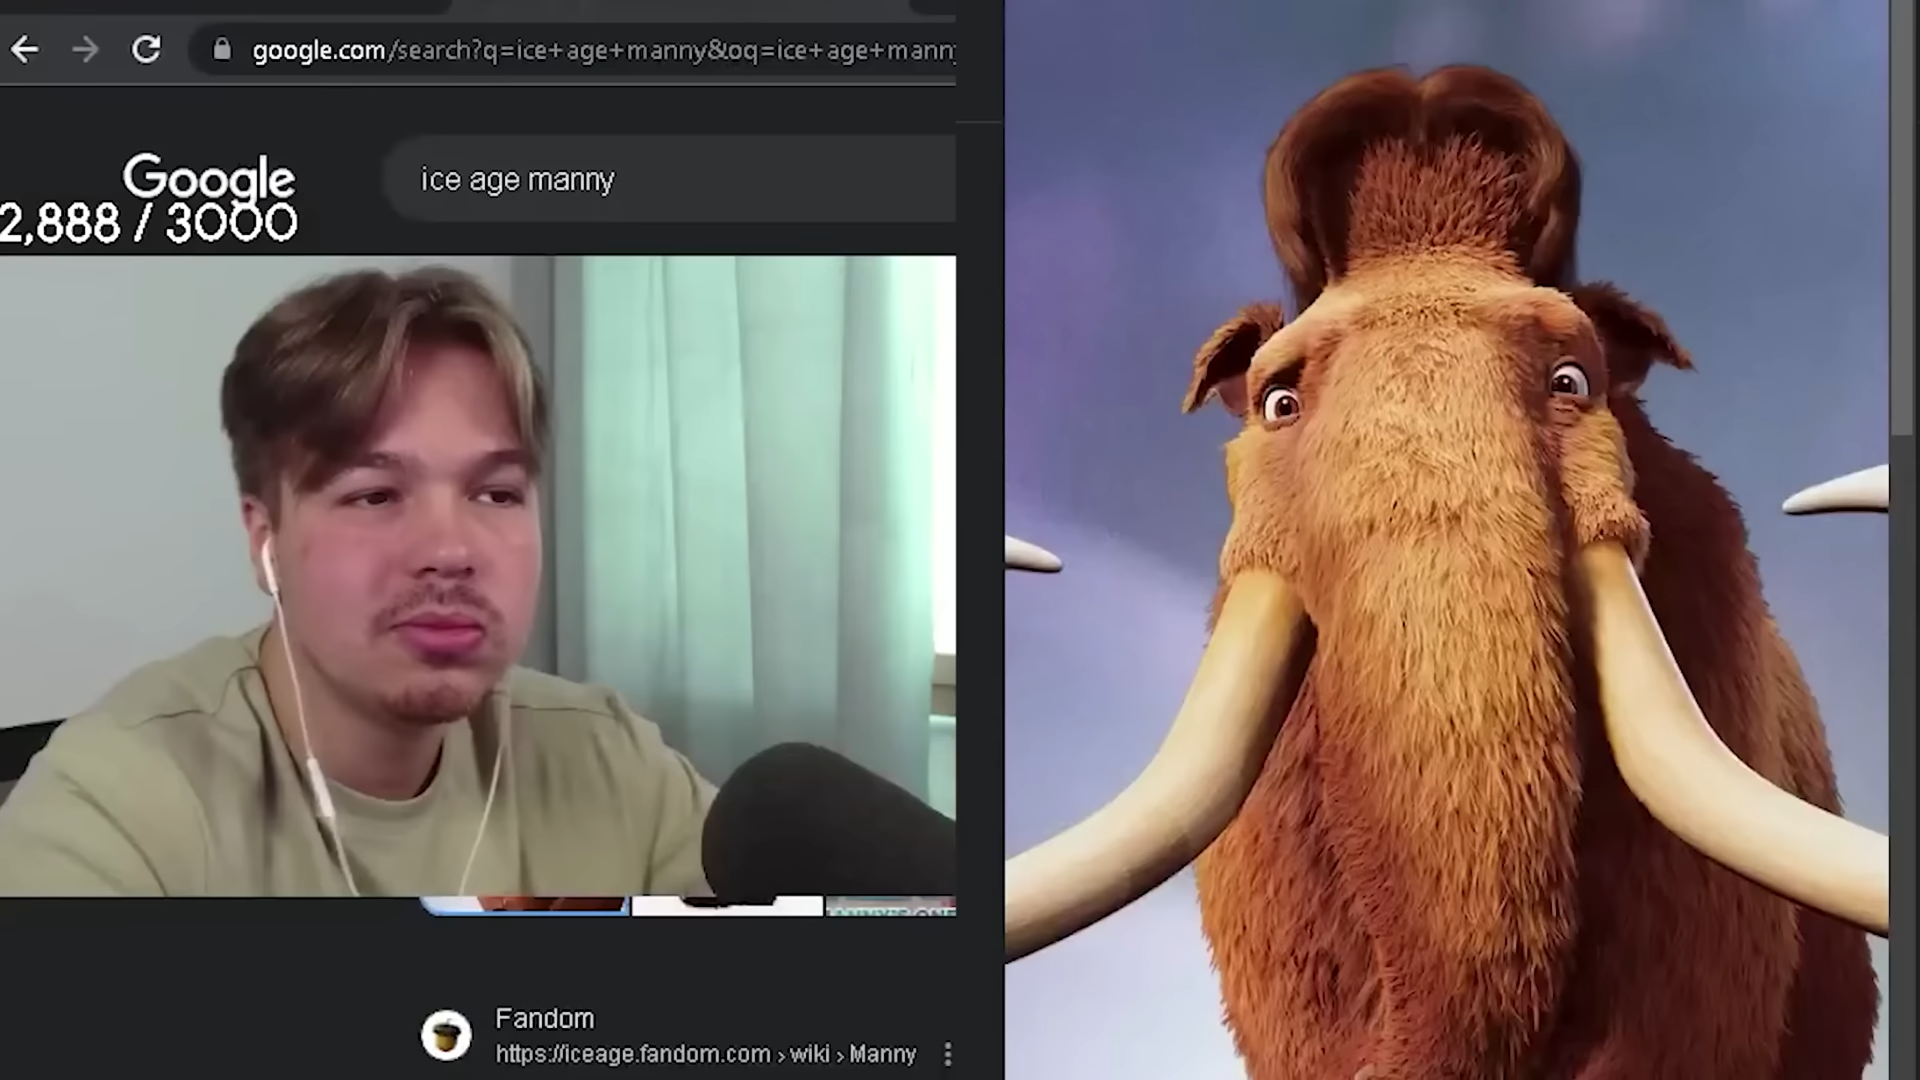 google.com/search?q=ice+age+manny&oq=ice+age+mann
Google
ice age manny
2,888 / 3000
Fandom
https://iceage.fandom.com › wiki › Manny